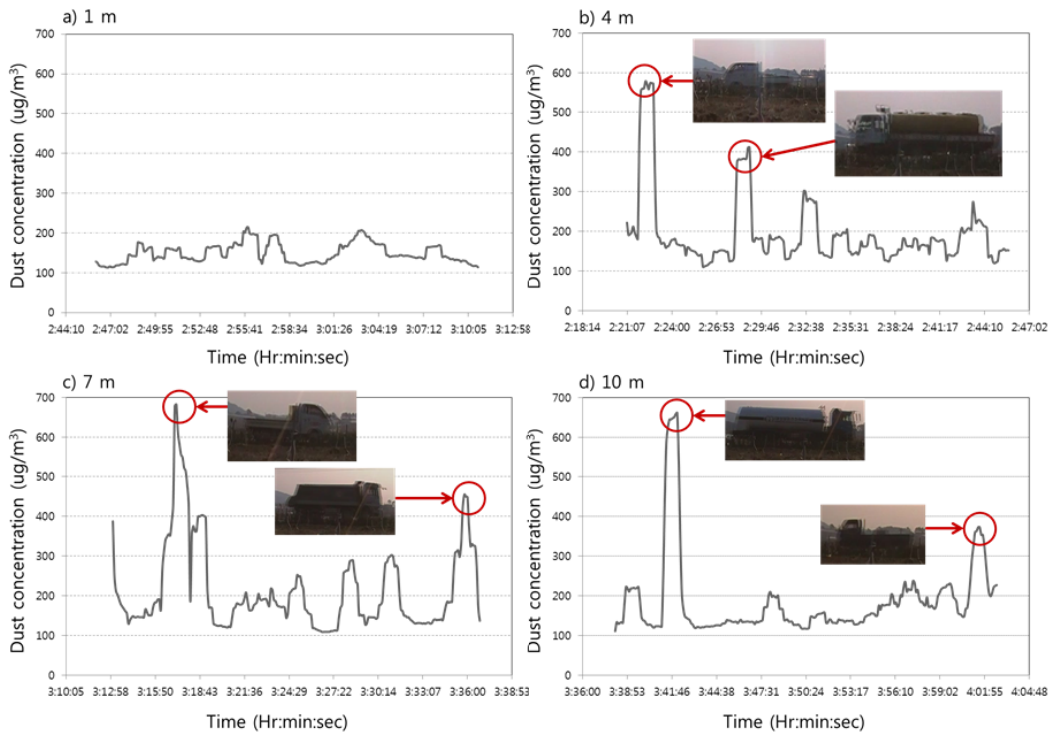 a) 1 m
Dust concentration (ug/m³)
700
600
500
400
300
200
100
0
2:44:10 2:47:02 2:49:55 2:52:48 2:55:41 2:58:34 3:01:26 3:04:19 3:07:12 3:10:05 3:12:58
Time (Hr:min:sec)
b) 4 m
Dust concentration (ug/m³)
700
600
500
400
300
200
100
0
2:18:14 2:21:07 2:24:00 2:26:53 2:29:46 2:32:38 2:35:31 2:38:24 2:41:17 2:44:10 2:47:02
Time (Hr:min:sec)
c) 7 m
Dust concentration (ug/m³)
700
600
500
400
300
200
100
0
3:10:05 3:12:58 3:15:50 3:18:43 3:21:36 3:24:29 3:27:22 3:30:14 3:33:07 3:36:00 3:38:53
Time (Hr:min:sec)
d) 10 m
Dust concentration (ug/m³)
700
600
500
400
300
200
100
0
3:36:00 3:38:53 3:41:46 3:44:38 3:47:31 3:50:24 3:53:17 3:56:10 3:59:02 4:01:55 4:04:48
Time (Hr:min:sec)